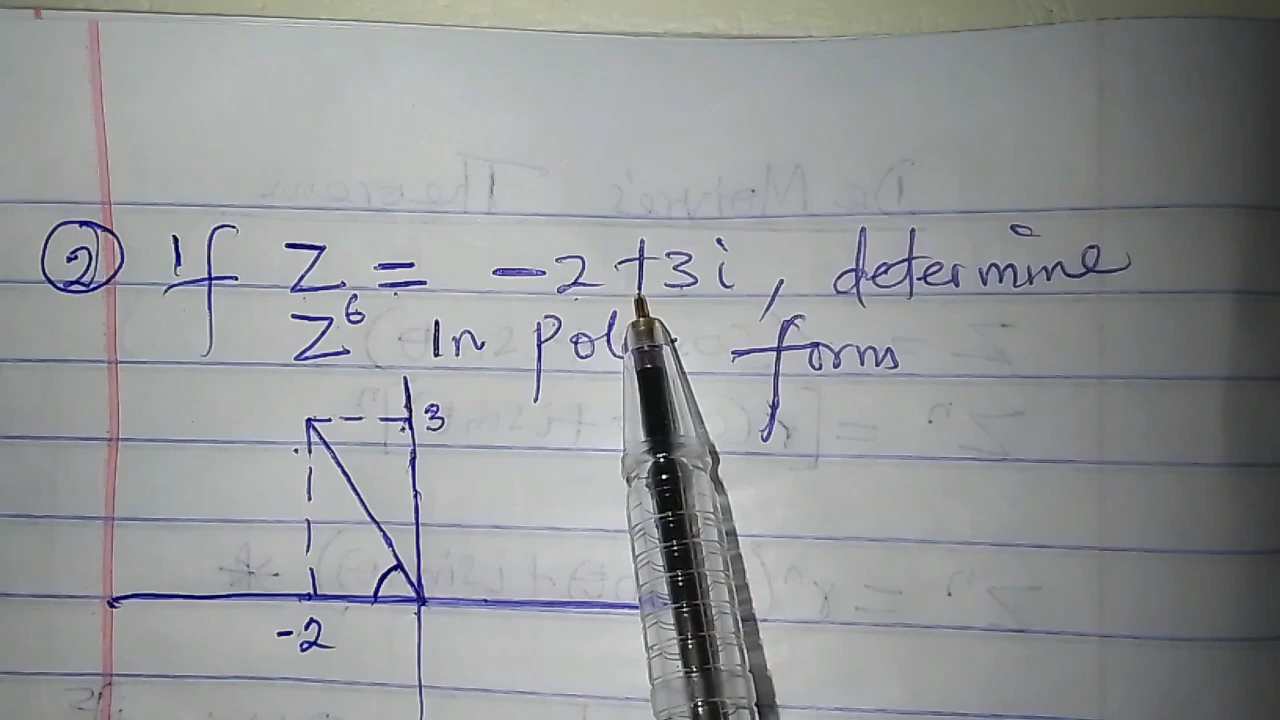 ② If Z = -2+3i, determine
Z⁶ in pol form
3
-2